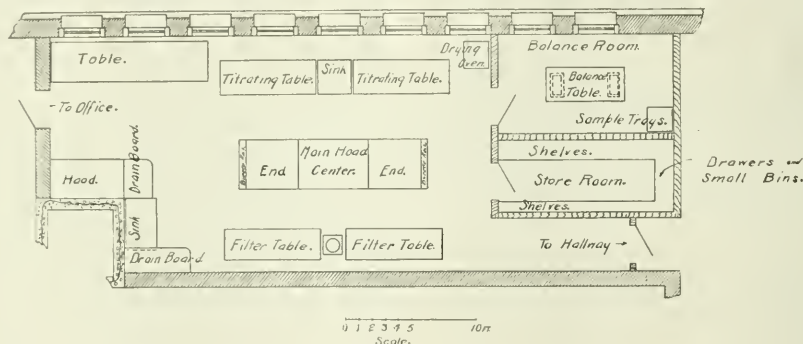 Table.
Titrating Table.
Sink
Titrating Table.
Drying
Oven.
Balance Room.
Balance
Table.
Sample Trays.
To Office.
Hood.
Drain Board
Sink
Drain Board
End
Main Hood
Center.
End.
Shelves.
Store Room.
Shelves.
Drawers and
Small Bins.
Filter Table.
Filter Table.
To Hallway
0 1 2 3 4 5 10 ft
Scale.